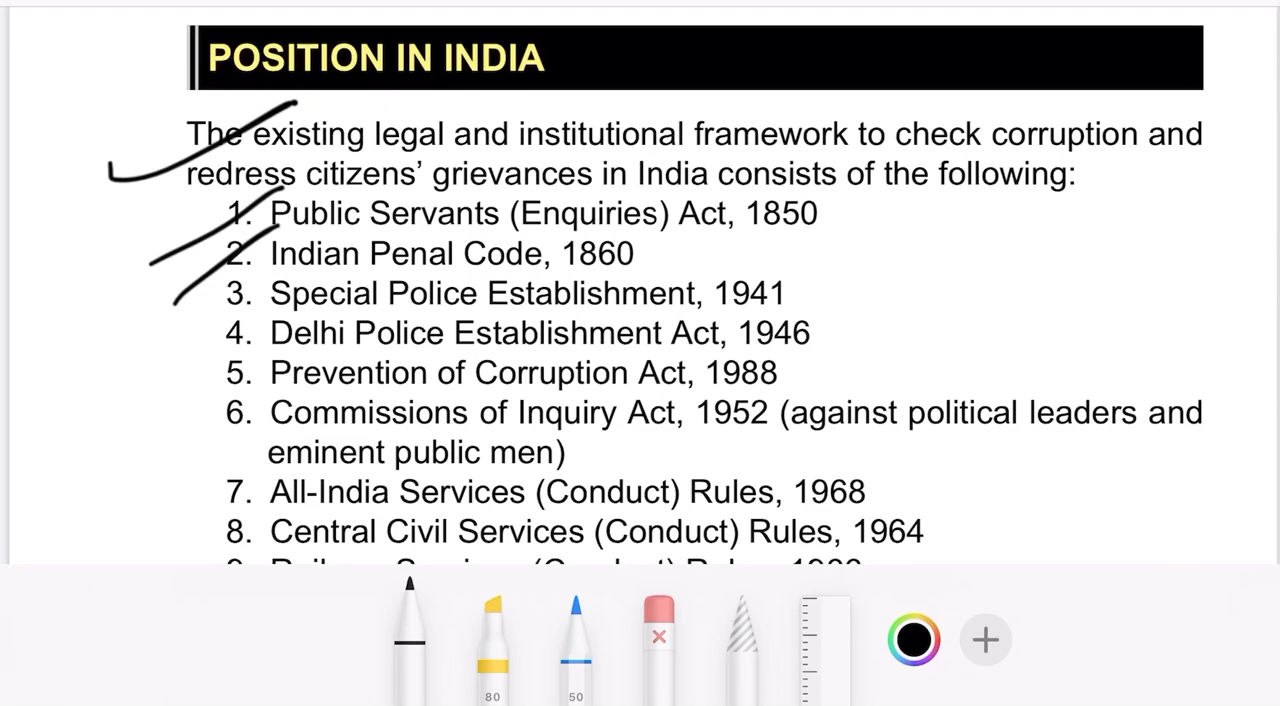 POSITION IN INDIA
The existing legal and institutional framework to check corruption and
redress citizens’ grievances in India consists of the following:
1. Public Servants (Enquiries) Act, 1850
2. Indian Penal Code, 1860
3. Special Police Establishment, 1941
4. Delhi Police Establishment Act, 1946
5. Prevention of Corruption Act, 1988
6. Commissions of Inquiry Act, 1952 (against political leaders and
eminent public men)
7. All-India Services (Conduct) Rules, 1968
8. Central Civil Services (Conduct) Rules, 1964
80 50